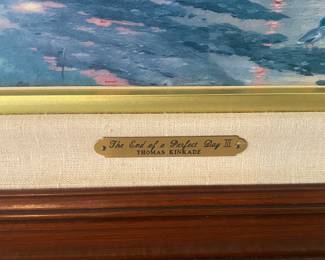 The End of a Perfect Day III
THOMAS KINKADE